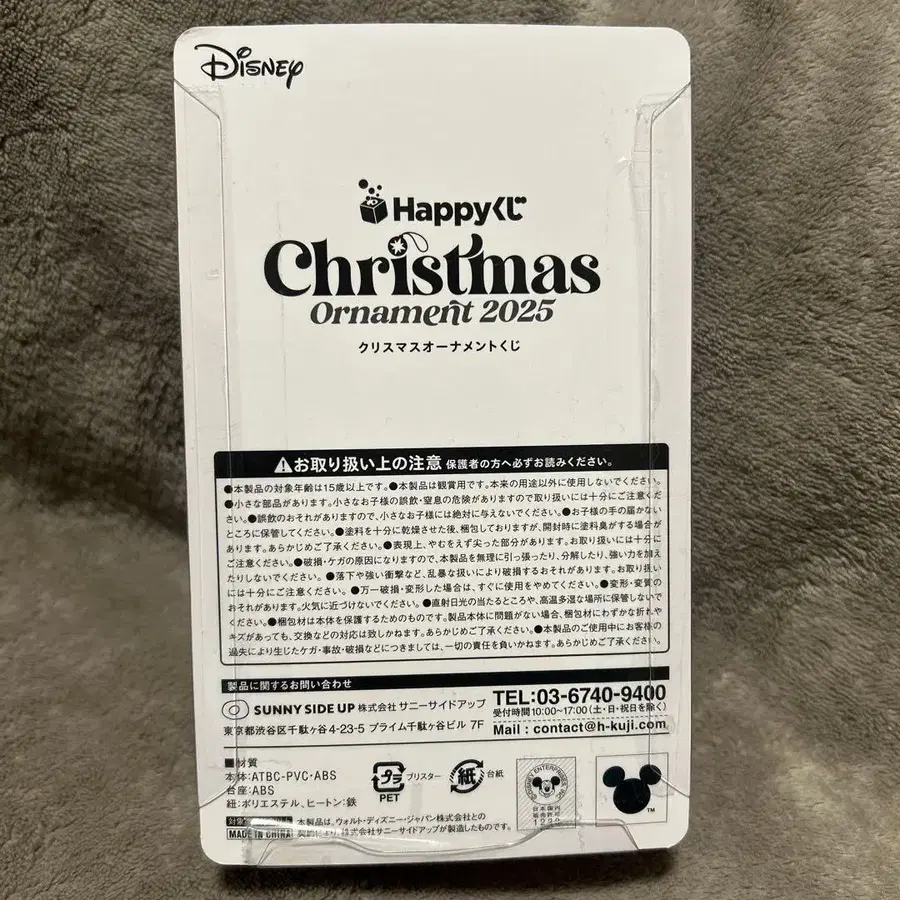 Disney
Happyくじ
Christmas
Ornament 2025
クリスマスオーナメントくじ
お取り扱い上の注意 保護者の方へ必ずお読みください。
●本製品の対象年齢は15歳以上です。●本製品は観賞用です。本来の用途以外に使用しないでください。
●小さな部品があります。小さなお子様の誤飲・窒息の危険がありますので取り扱いには十分にご注意くだ
さい。●誤飲のおそれがありますので、小さなお子様には絶対に与えないでください。●お子様の手の届かない
ところに保管してください。●塗料を十分に乾燥させた後、梱包しておりますが、開封時に塗料臭がする場合が
あります。あらかじめご了承ください。●表現上、やむをえず尖った部分があります。お取り扱いには十分に
ご注意ください。●破損・ケガの原因になりますので、本製品を無理に引っ張ったり、分解したり、強い力を加え
たりしないでください。●落下や強い衝撃など、乱暴な扱いにより破損するおそれがあります。お取り扱い
には十分にご注意ください。●万一破損・変形した場合は、すぐに使用をやめてください。●変形・変質の
おそれがあります。火気に近づけないでください。●直射日光の当たるところや、高温多湿な場所に保管しないで
ください。●梱包材は本体を保護するためのものです。製品本体に問題がない場合、梱包材にわずかな折れや
キズがあっても、交換などの対応は致しかねます。あらかじめご了承ください。●本製品のご使用中にお客様の
過失により生じたケガ・事故・破損などにつきましては、一切の責任を負いかねます。あらかじめご了承ください。
製品に関するお問い合わせ
SUNNY SIDE UP 株式会社 サニーサイドアップ
東京都渋谷区千駄ヶ谷4-23-5 プライム千駄ヶ谷ビル 7F
TEL:03-6740-9400
受付時間10:00~17:00(土・日・祝日を除く)
Mail : contact@h-kuji.com
■材質
本体:ATBC-PVC・ABS
台座:ABS
紐:ポリエステル、ヒートン:鉄
プラ
PET
ブリスター
紙
台紙
©DISNEY ENTERPRISES, INC.
日本国内
販売許可
TM
対象
MADE IN CHINA
本製品は、ウォルト・ディズニー・ジャパン株式会社との
契約により、株式会社サニーサイドアップが製造したものです。